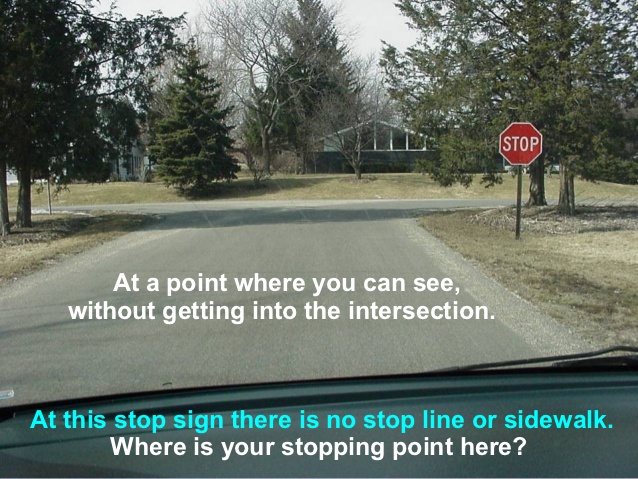 STOP
At a point where you can see,
without getting into the intersection.
At this stop sign there is no stop line or sidewalk.
Where is your stopping point here?